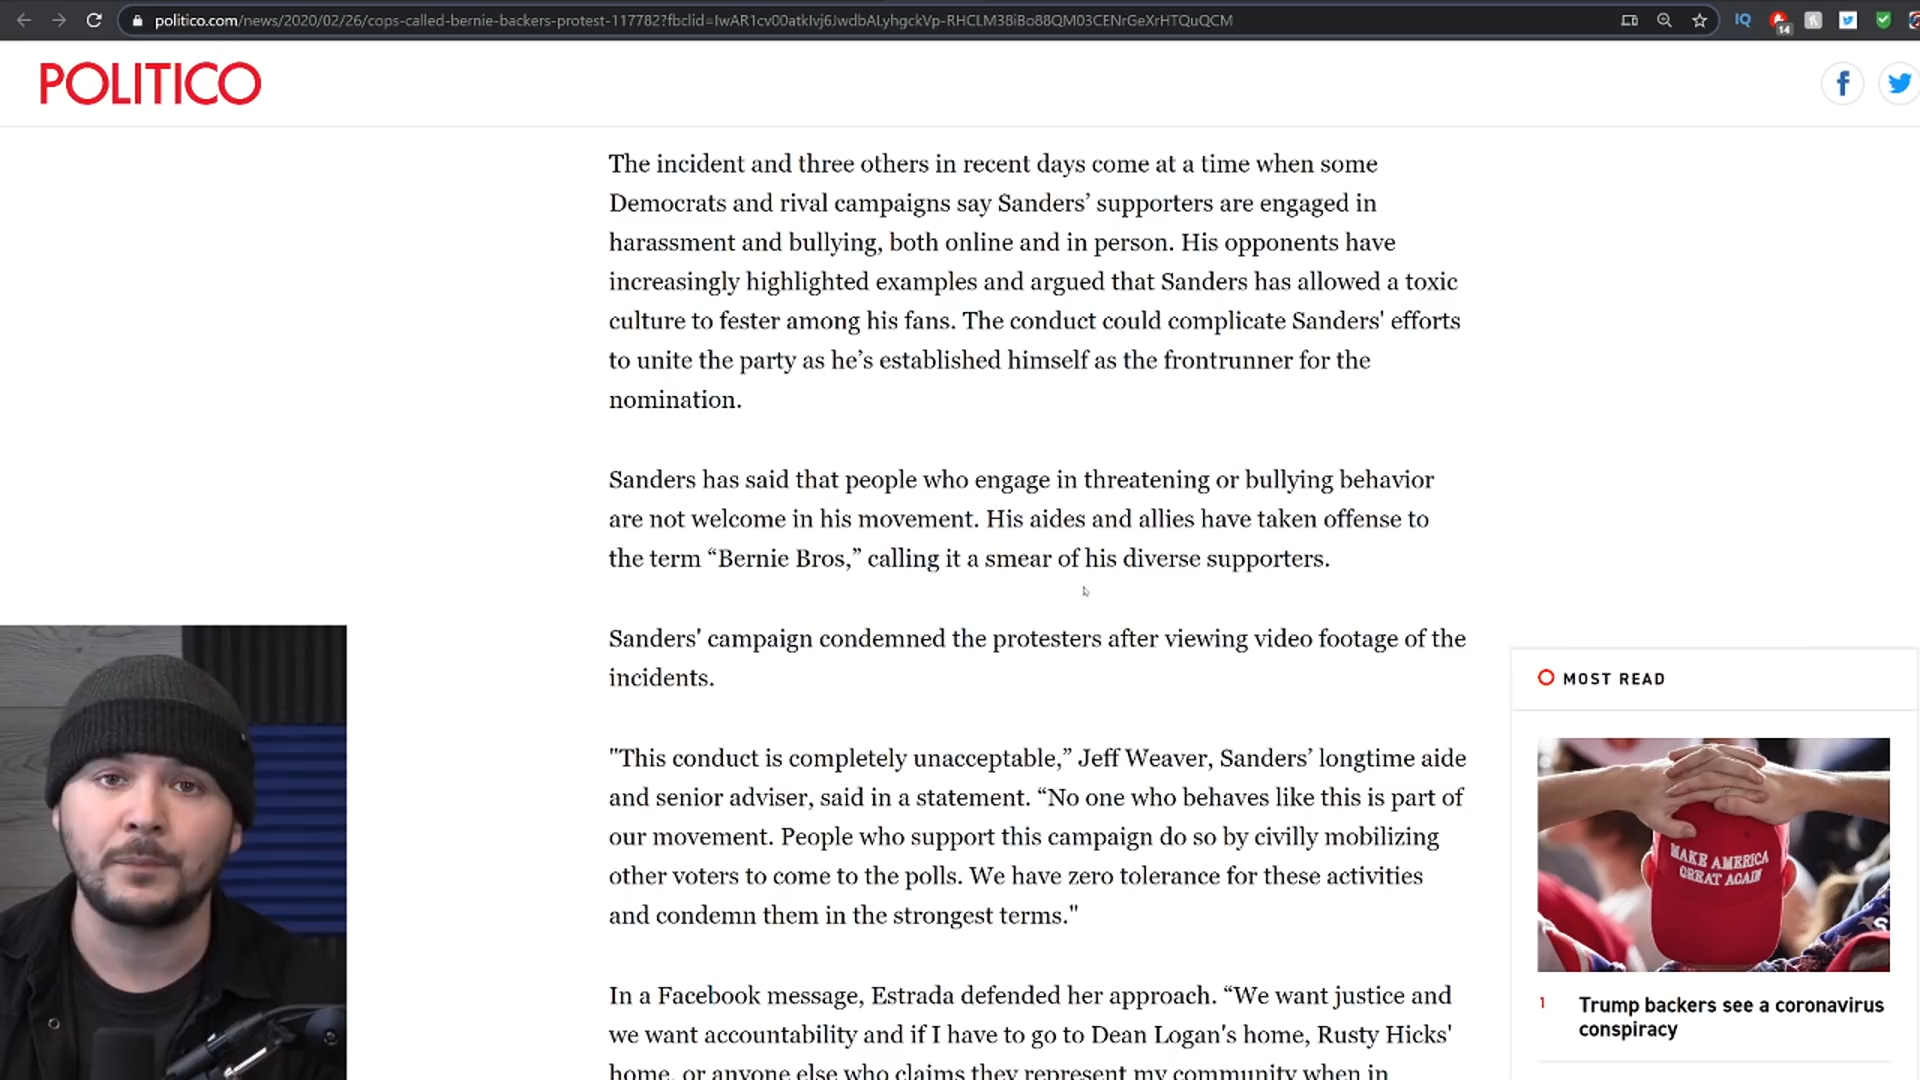 politico.com/news/2020/02/26/cops-called-bernie-backers-protest-117782?fbclid=IwAR1cv00atkIvj6JwdbALyhgckVp-RHCLM38iBo88QM03CENrGeXrHTQuQCM
IQ
14
POLITICO
The incident and three others in recent days come at a time when some
Democrats and rival campaigns say Sanders’ supporters are engaged in
harassment and bullying, both online and in person. His opponents have
increasingly highlighted examples and argued that Sanders has allowed a toxic
culture to fester among his fans. The conduct could complicate Sanders' efforts
to unite the party as he’s established himself as the frontrunner for the
nomination.
Sanders has said that people who engage in threatening or bullying behavior
are not welcome in his movement. His aides and allies have taken offense to
the term “Bernie Bros,” calling it a smear of his diverse supporters.
Sanders' campaign condemned the protesters after viewing video footage of the
incidents.
"This conduct is completely unacceptable,” Jeff Weaver, Sanders’ longtime aide
and senior adviser, said in a statement. “No one who behaves like this is part of
our movement. People who support this campaign do so by civilly mobilizing
other voters to come to the polls. We have zero tolerance for these activities
and condemn them in the strongest terms."
In a Facebook message, Estrada defended her approach. “We want justice and
we want accountability and if I have to go to Dean Logan's home, Rusty Hicks'
home, or anyone else who claims they represent my community when in
MOST READ
MAKE AMERICA
GREAT AGAIN
1
Trump backers see a coronavirus
conspiracy